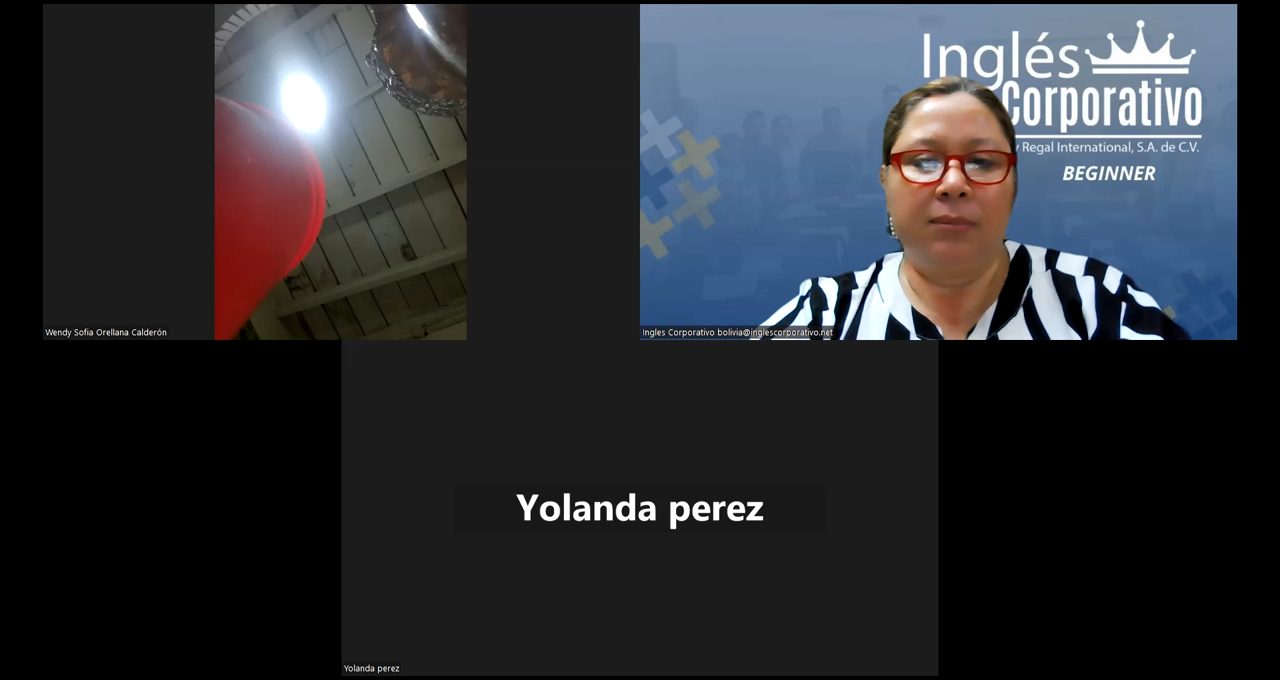 Inglés
Corporativo
y Regal International, S.A. de C.V.
BEGINNER
Wendy Sofia Orellana Calderón
Ingles Corporativo bolivia@inglescorporativo.net
Yolanda perez
Yolanda perez